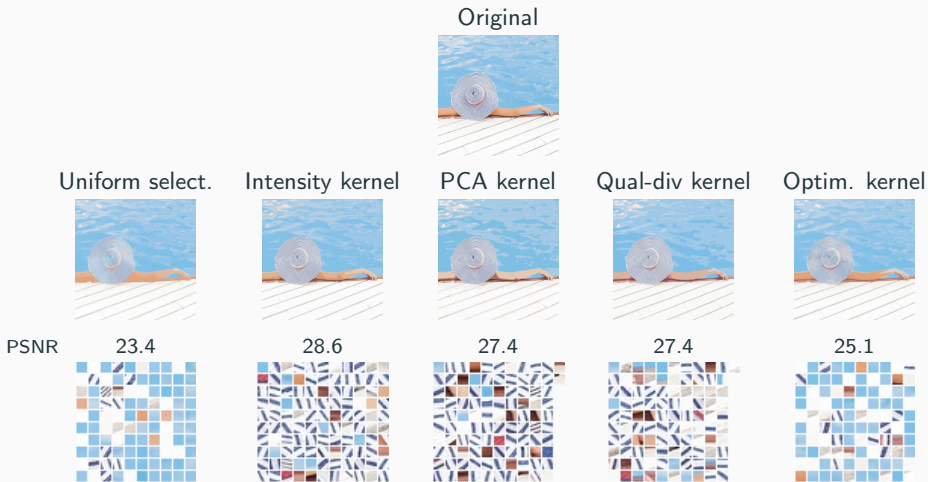 Original
Uniform select. Intensity kernel PCA kernel Qual-div kernel Optim. kernel
PSNR 23.4 28.6 27.4 27.4 25.1